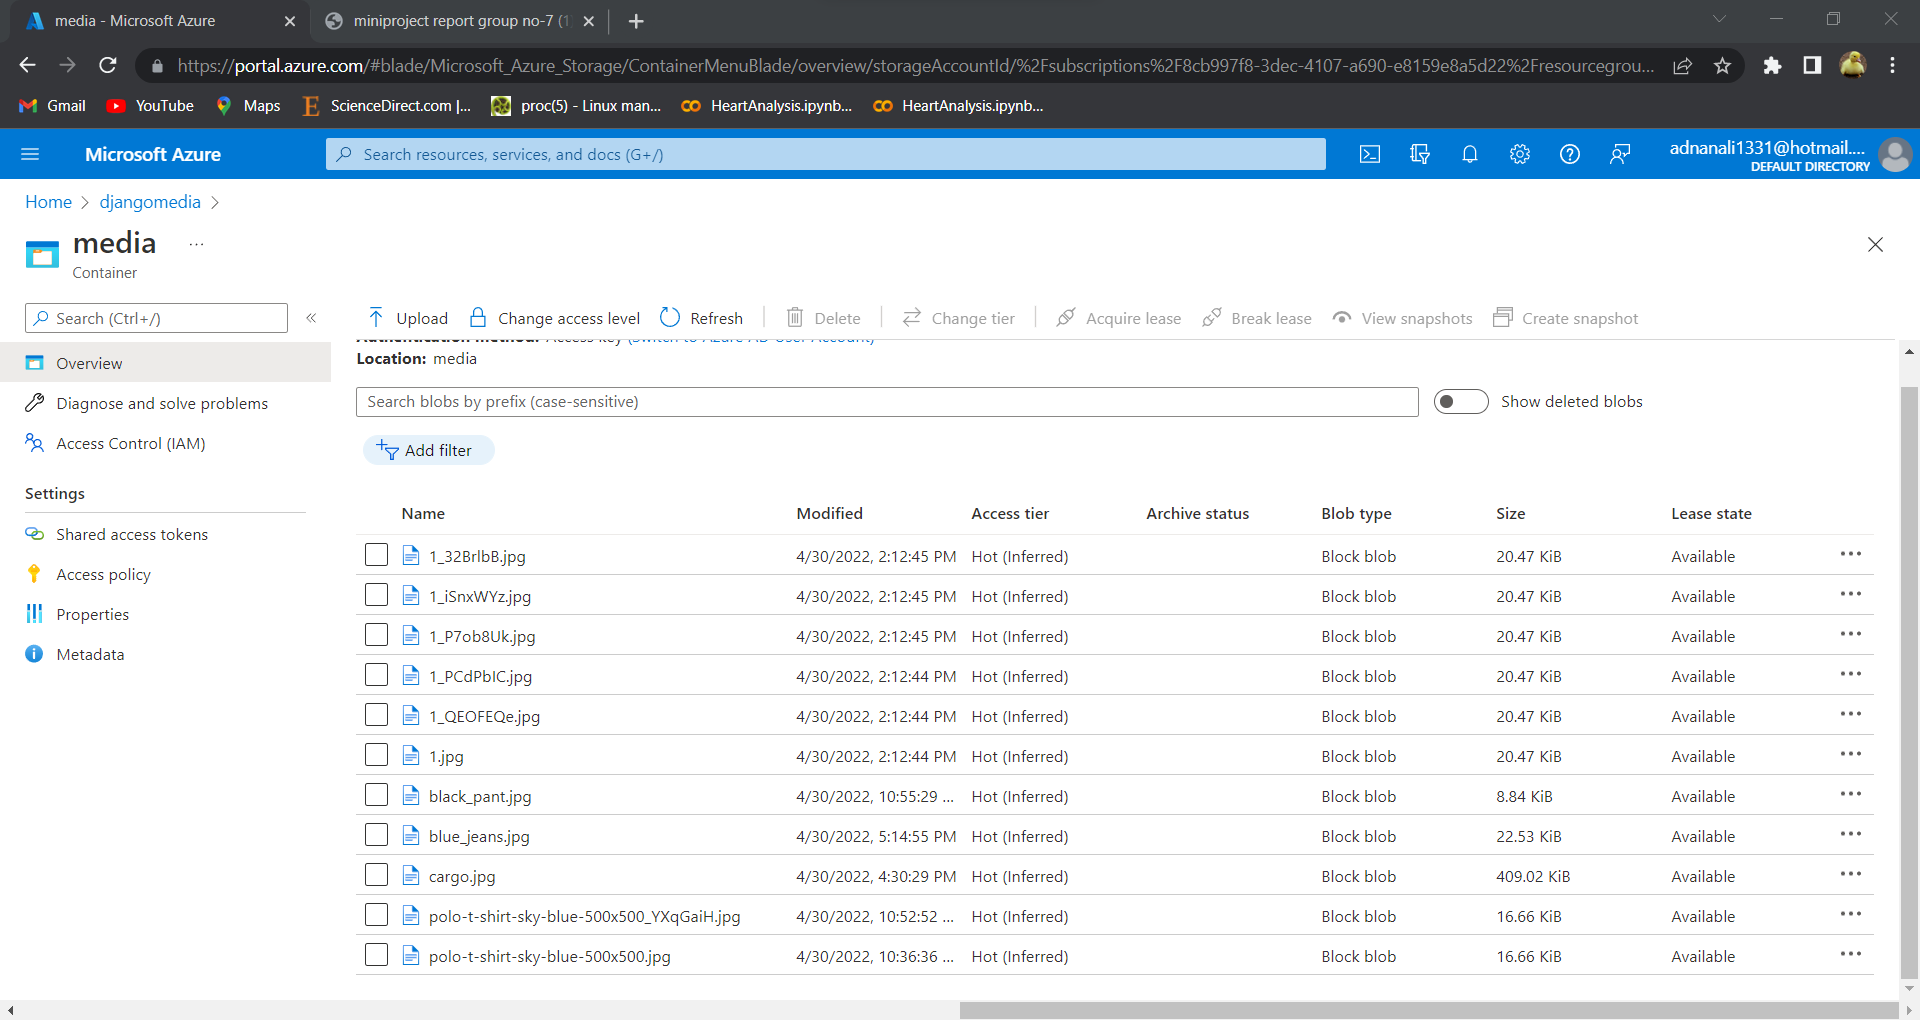 media - Microsoft Azure
miniproject report group no-7 (1
https://portal.azure.com/#blade/Microsoft_Azure_Storage/ContainerMenuBlade/overview/storageAccountId/%2Fsubscriptions%2F8cb997f8-3dec-4107-a690-e8159e8a5d22%2Fresourcegrou...
Gmail YouTube Maps ScienceDirect.com |... proc(5) - Linux man... HeartAnalysis.ipynb... HeartAnalysis.ipynb...
Microsoft Azure
Search resources, services, and docs (G+/)
adnanali1331@hotmail....
DEFAULT DIRECTORY
Home > djangomedia >
media ...
Container
Search (Ctrl+/) «
Overview
Diagnose and solve problems
Access Control (IAM)
Settings
Shared access tokens
Access policy
Properties
Metadata
Upload Change access level Refresh Delete Change tier Acquire lease Break lease View snapshots Create snapshot
Authentication method: Access key (Switch to Azure AD User Account)
Location: media
Search blobs by prefix (case-sensitive)
Show deleted blobs
Add filter
Name Modified Access tier Archive status Blob type Size Lease state
1_32BrlbB.jpg 4/30/2022, 2:12:45 PM Hot (Inferred) Block blob 20.47 KiB Available
1_iSnxWYz.jpg 4/30/2022, 2:12:45 PM Hot (Inferred) Block blob 20.47 KiB Available
1_P7ob8Uk.jpg 4/30/2022, 2:12:45 PM Hot (Inferred) Block blob 20.47 KiB Available
1_PCdPbIC.jpg 4/30/2022, 2:12:44 PM Hot (Inferred) Block blob 20.47 KiB Available
1_QEOFEQe.jpg 4/30/2022, 2:12:44 PM Hot (Inferred) Block blob 20.47 KiB Available
1.jpg 4/30/2022, 2:12:44 PM Hot (Inferred) Block blob 20.47 KiB Available
black_pant.jpg 4/30/2022, 10:55:29 ... Hot (Inferred) Block blob 8.84 KiB Available
blue_jeans.jpg 4/30/2022, 5:14:55 PM Hot (Inferred) Block blob 22.53 KiB Available
cargo.jpg 4/30/2022, 4:30:29 PM Hot (Inferred) Block blob 409.02 KiB Available
polo-t-shirt-sky-blue-500x500_YXqGaiH.jpg 4/30/2022, 10:52:52 ... Hot (Inferred) Block blob 16.66 KiB Available
polo-t-shirt-sky-blue-500x500.jpg 4/30/2022, 10:36:36 ... Hot (Inferred) Block blob 16.66 KiB Available